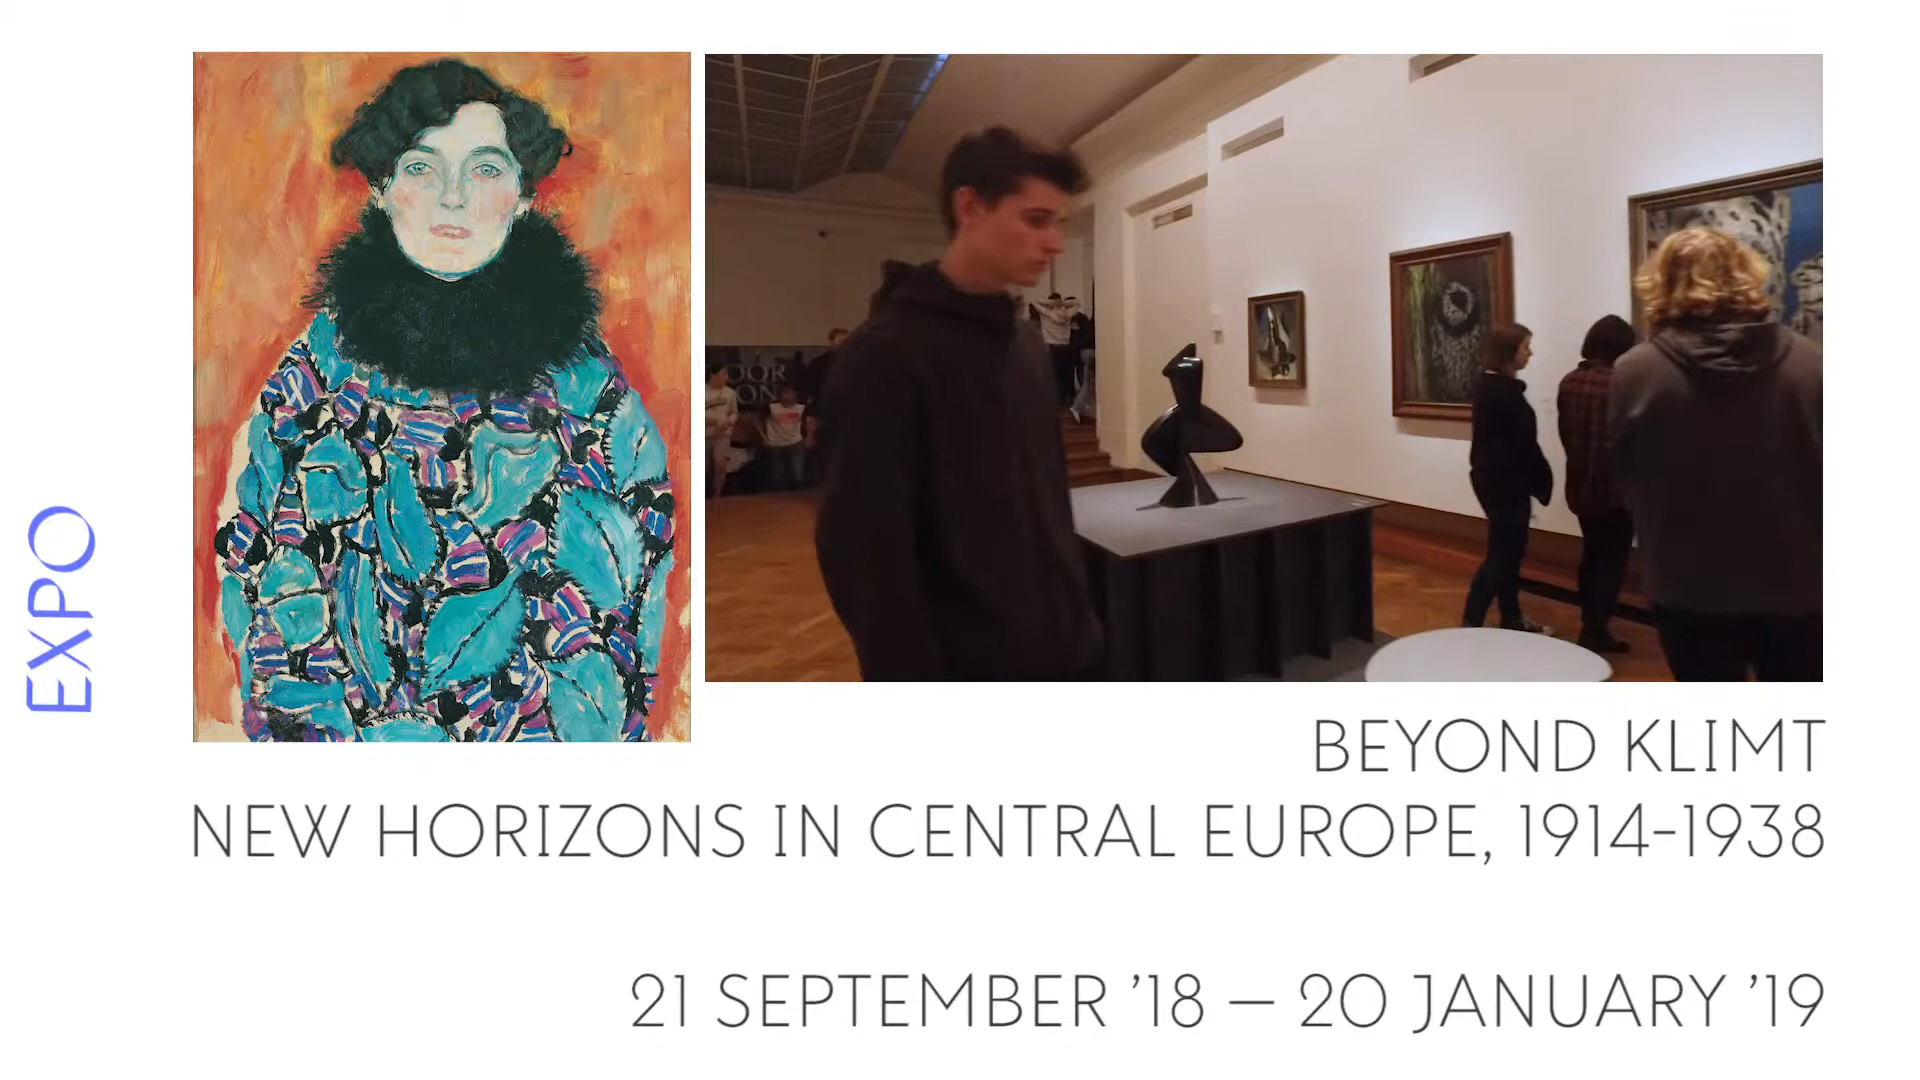 EXPO
BEYOND KLIMT
NEW HORIZONS IN CENTRAL EUROPE, 1914-1938
21 SEPTEMBER ’18 — 20 JANUARY ’19